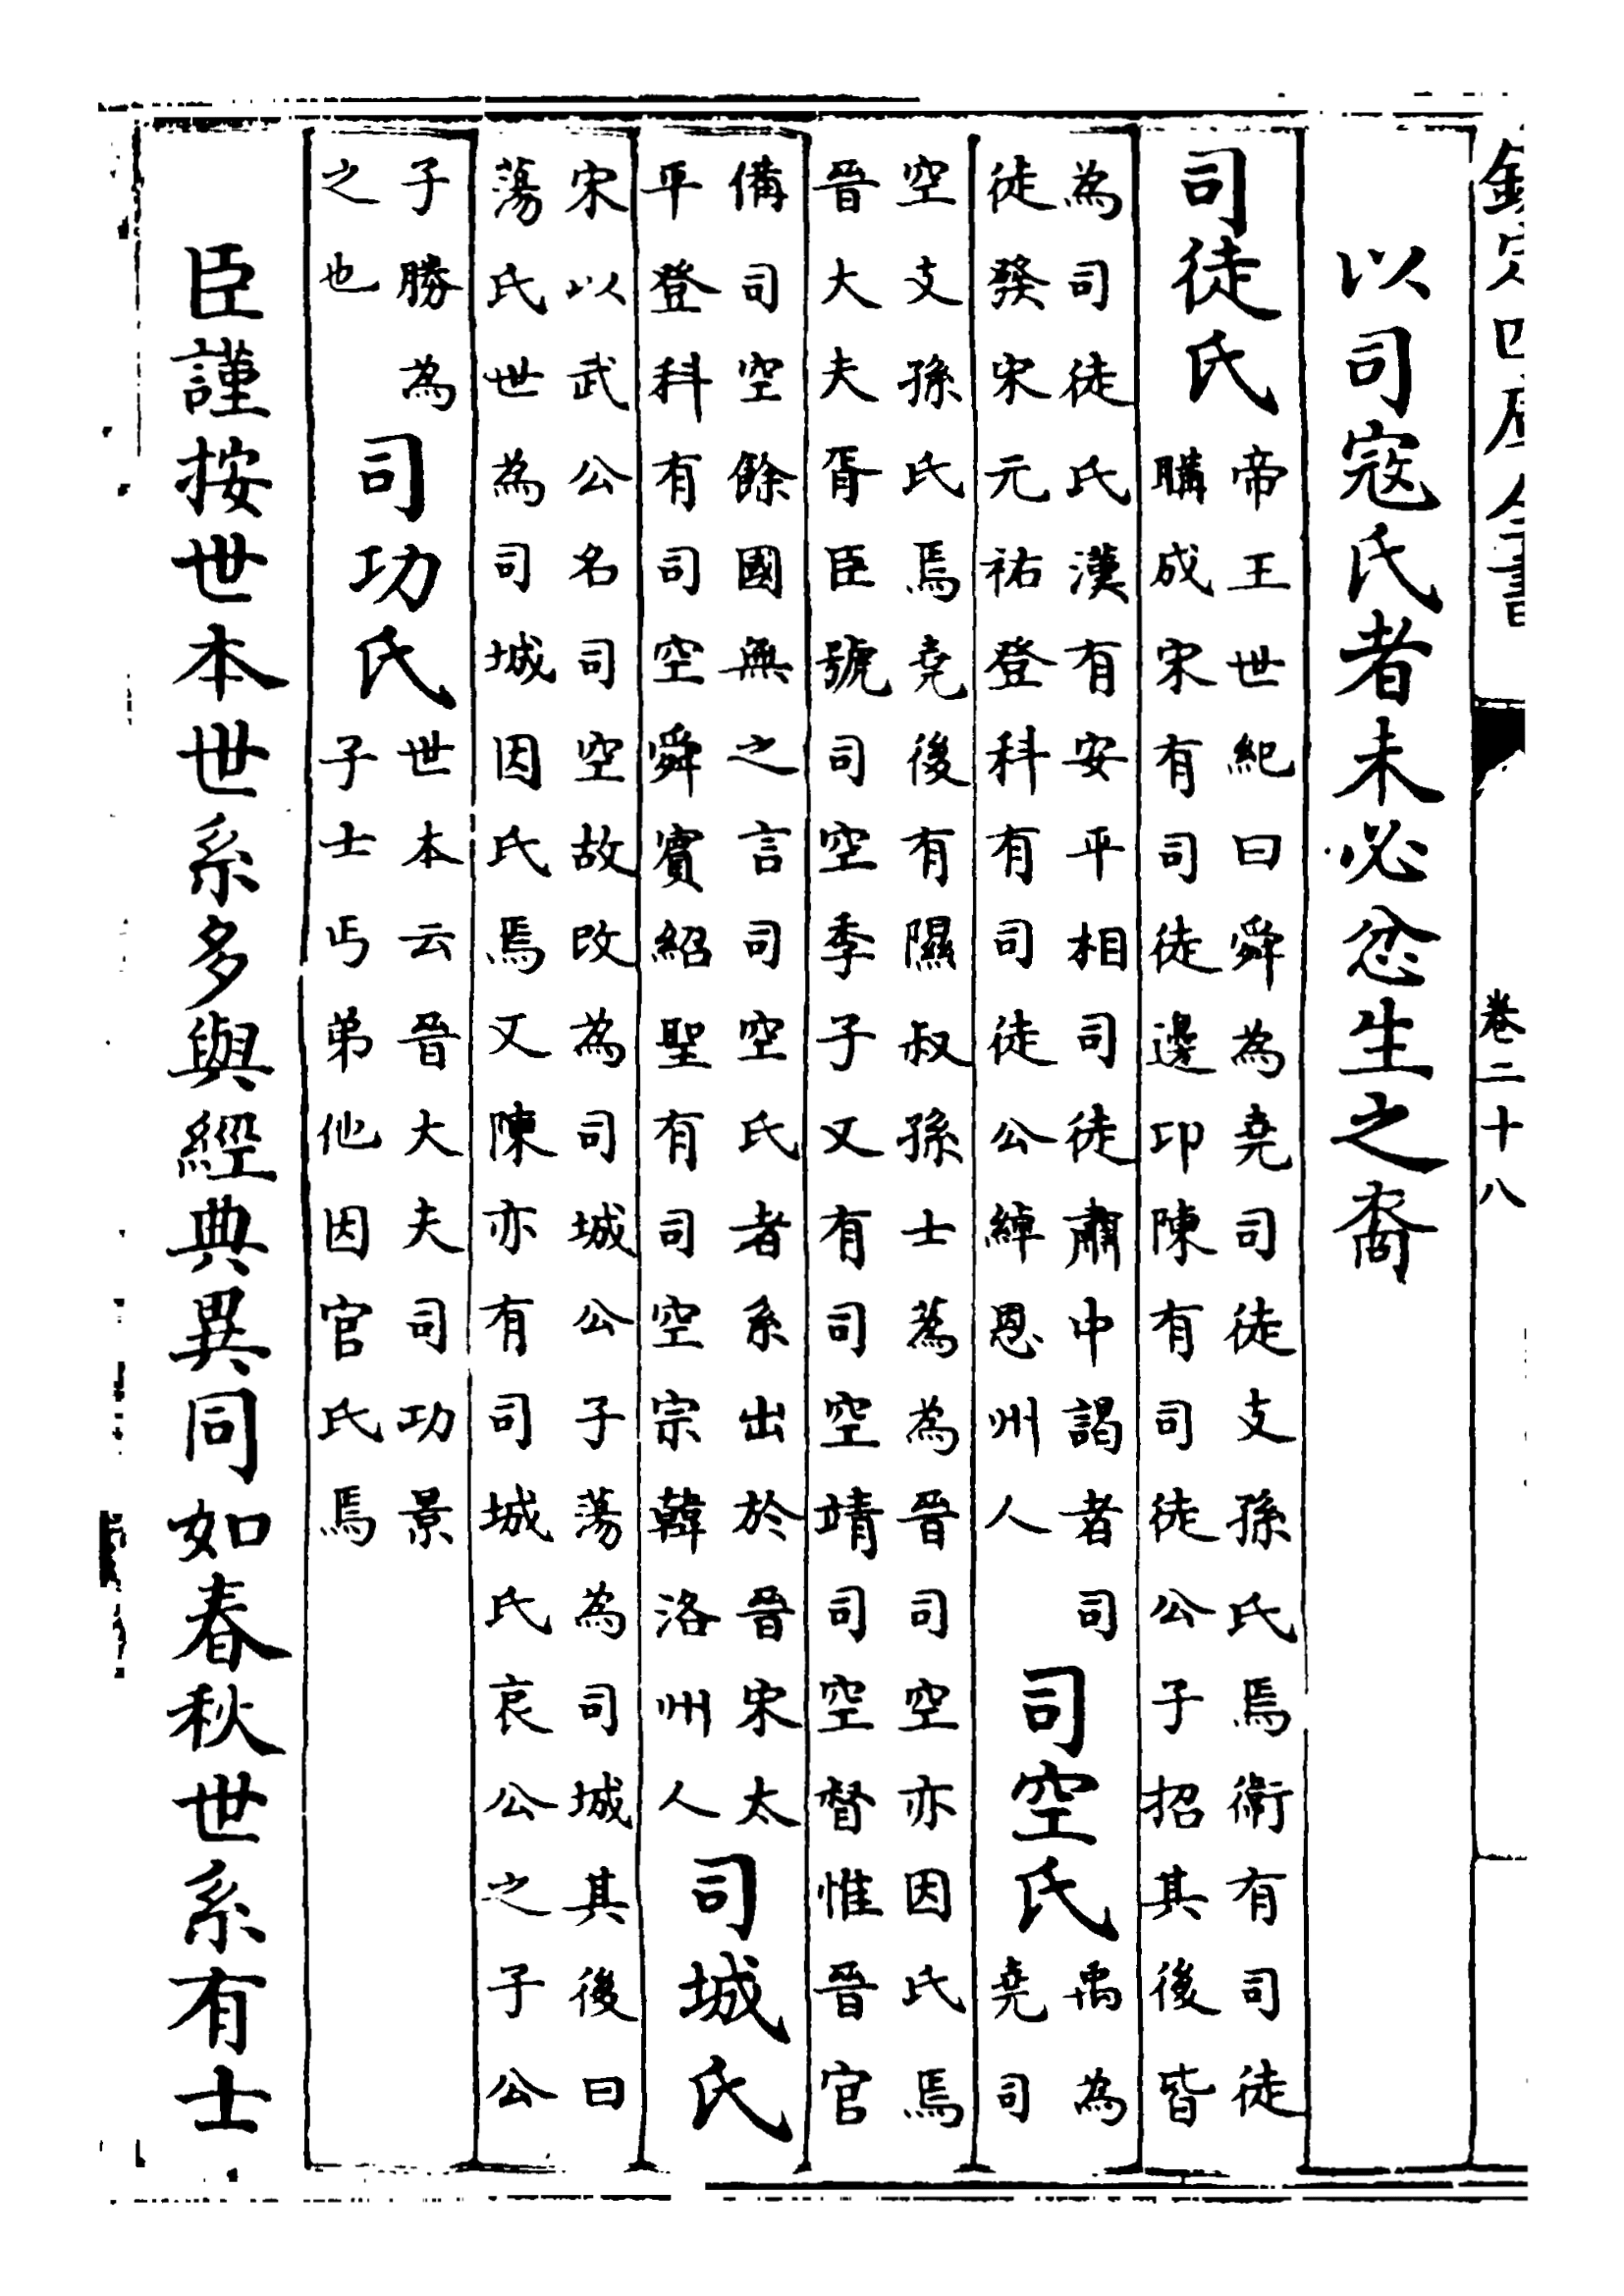 欽定四庫全書
卷二十八
以司寇氏者未必忿生之裔
司徒氏
帝王世紀曰舜為堯司徒支孫氏焉衛有司徒
瞞成宋有司徒邊卬陳有司徒公子招其後皆
為司徒氏漢有安平相司徒肅中謁者司
徒癸宋元祐登科有司徒公綽恩州人
司空氏
禹為
堯司
空支孫氏焉堯後有隰叔孫士蒍為晉司空亦因氏焉
晉大夫胥臣號司空季子又有司空靖司空督惟晉官
備司空餘國無之言司空氏者系出於晉宋太
平登科有司空舜賓紹聖有司空宗韓洛州人
司城氏
宋以武公名司空故改為司城公子蕩為司城其後曰
蕩氏世為司城因氏焉又陳亦有司城氏哀公之子公
子勝為
之也
司功氏
世本云晉大夫司功景
子士丐弟他因官氏焉
臣謹按世本世系多與經典異同如春秋世系有士